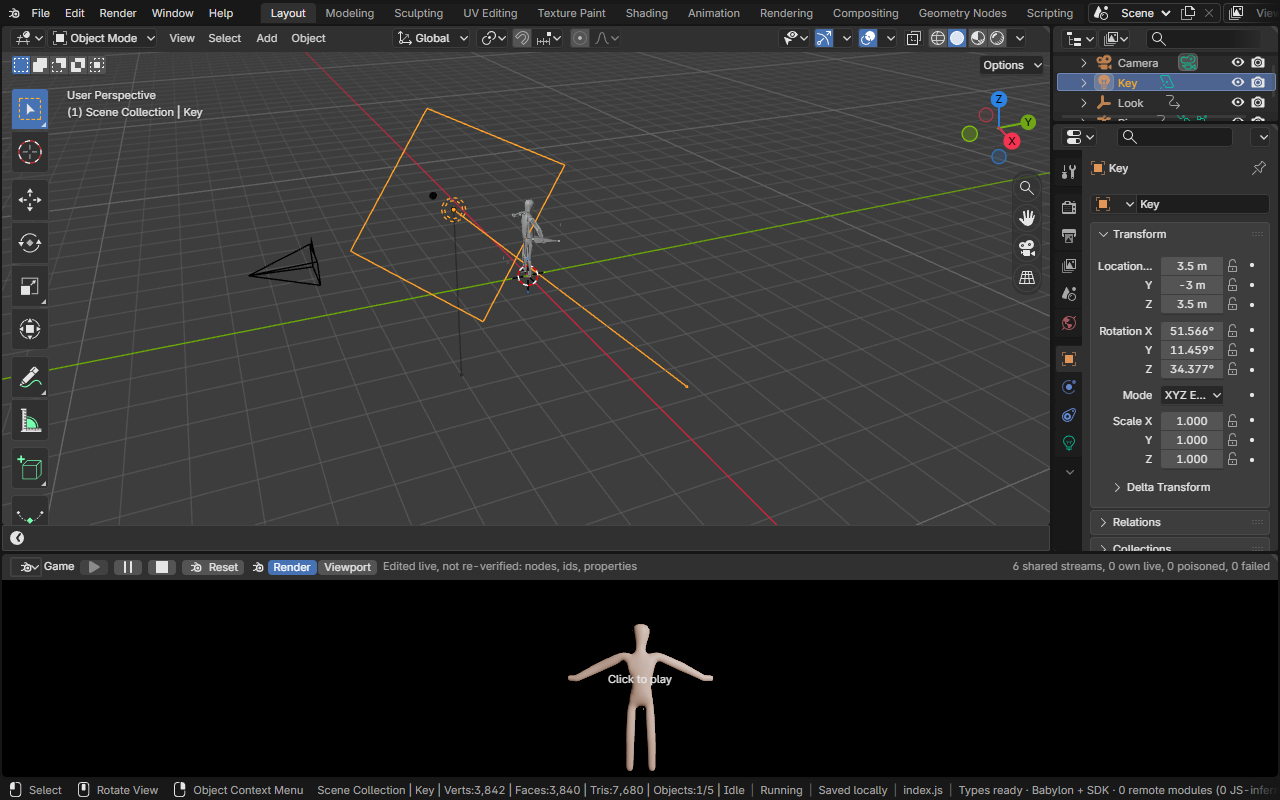 File Edit Render Window Help Layout Modeling Sculpting UV Editing Texture Paint Shading Animation Rendering Compositing Geometry Nodes Scripting Scene
Object Mode View Select Add Object Global
Options
User Perspective
(1) Scene Collection | Key
Z
Y
X
Camera
Key
Look
Key
Key
Transform
Location... 3.5 m
Y -3 m
Z 3.5 m
Rotation X 51.566°
Y 11.459°
Z 34.377°
Mode XYZ E...
Scale X 1.000
Y 1.000
Z 1.000
Delta Transform
Relations
Collections
Game Reset Render Viewport Edited live, not re-verified: nodes, ids, properties 6 shared streams, 0 own live, 0 poisoned, 0 failed
Click to play
Select Rotate View Object Context Menu Scene Collection | Key | Verts:3,842 | Faces:3,840 | Tris:7,680 | Objects:1/5 | Idle | Running | Saved locally | index.js | Types ready · Babylon + SDK · 0 remote modules (0 JS-infer